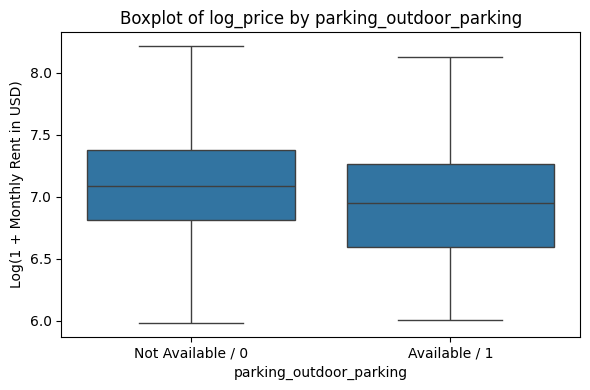 Boxplot of log_price by parking_outdoor_parking
Log(1 + Monthly Rent in USD)
8.0
7.5
7.0
6.5
6.0
Not Available / 0
Available / 1
parking_outdoor_parking